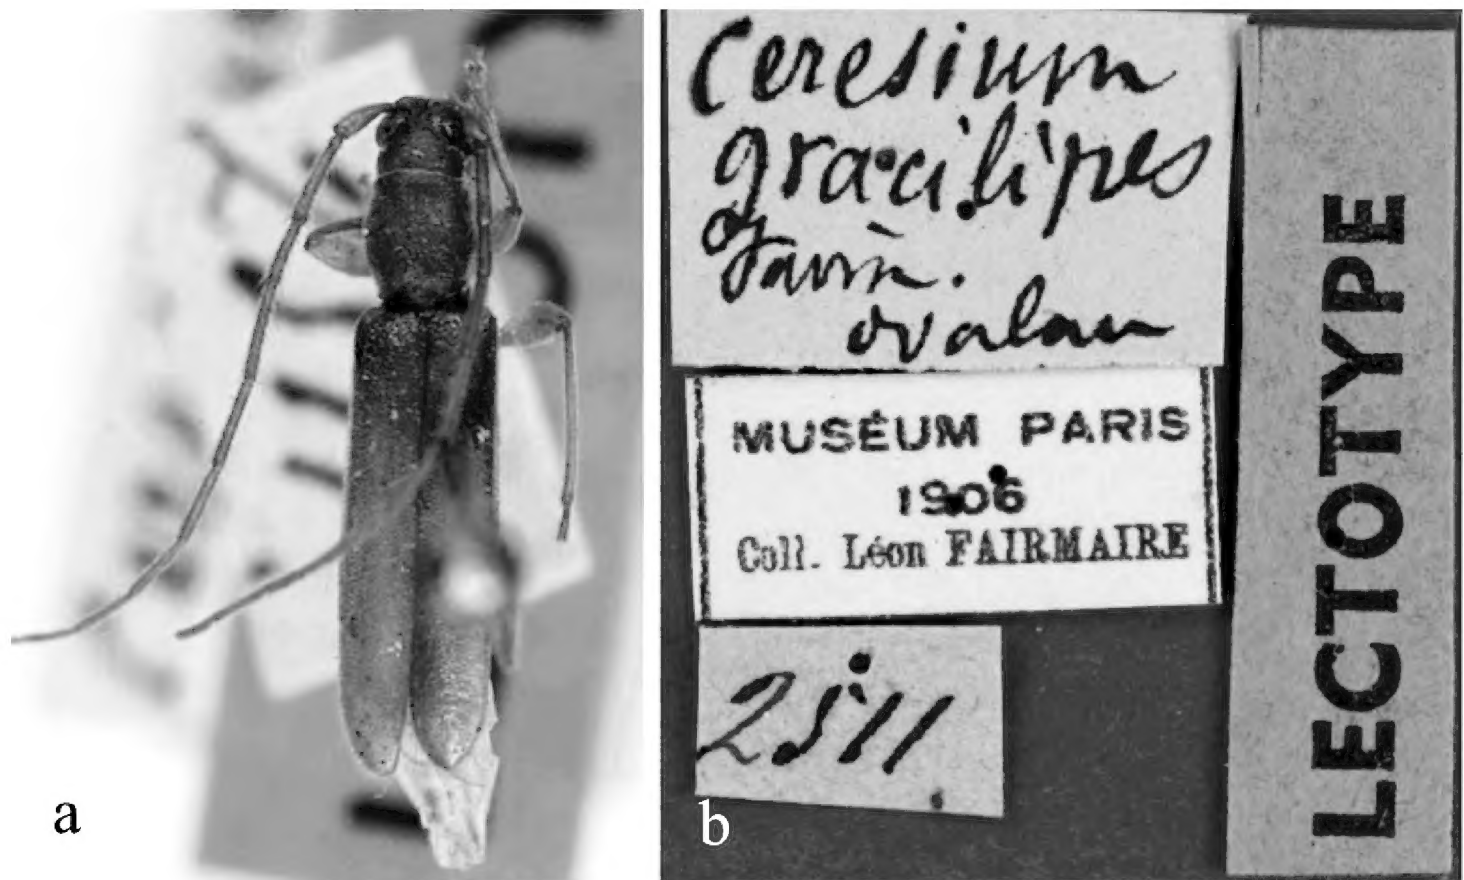 a
Ceresium
gracilipes
Fairm.
ovalau
MUSÉUM PARIS
1906
Coll. Léon FAIRMAIRE
2511
b
LECTOTYPE